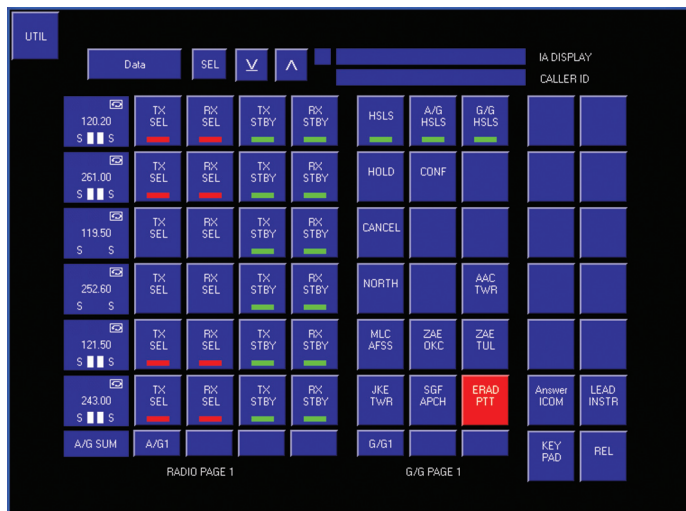 UTIL
Data SEL V Λ IA DISPLAY
CALLER ID
120.20 TX SEL RX SEL TX STBY RX STBY HSLS A/G HSLS G/G HSLS
S S
261.00 TX SEL RX SEL TX STBY RX STBY HOLD CONF
S S
119.50 TX SEL RX SEL TX STBY RX STBY CANCEL
S S
252.60 TX SEL RX SEL TX STBY RX STBY NORTH AAC TWR
S S
121.50 TX SEL RX SEL TX STBY RX STBY MLC AFSS ZAE OKC ZAE TUL
S S
243.00 TX SEL RX SEL TX STBY RX STBY JKE TWR SGF APCH ERAD PTT Answer ICOM LEAD INSTR
S S
A/G SUM A/G1 G/G1 KEY PAD REL
RADIO PAGE 1 G/G PAGE 1